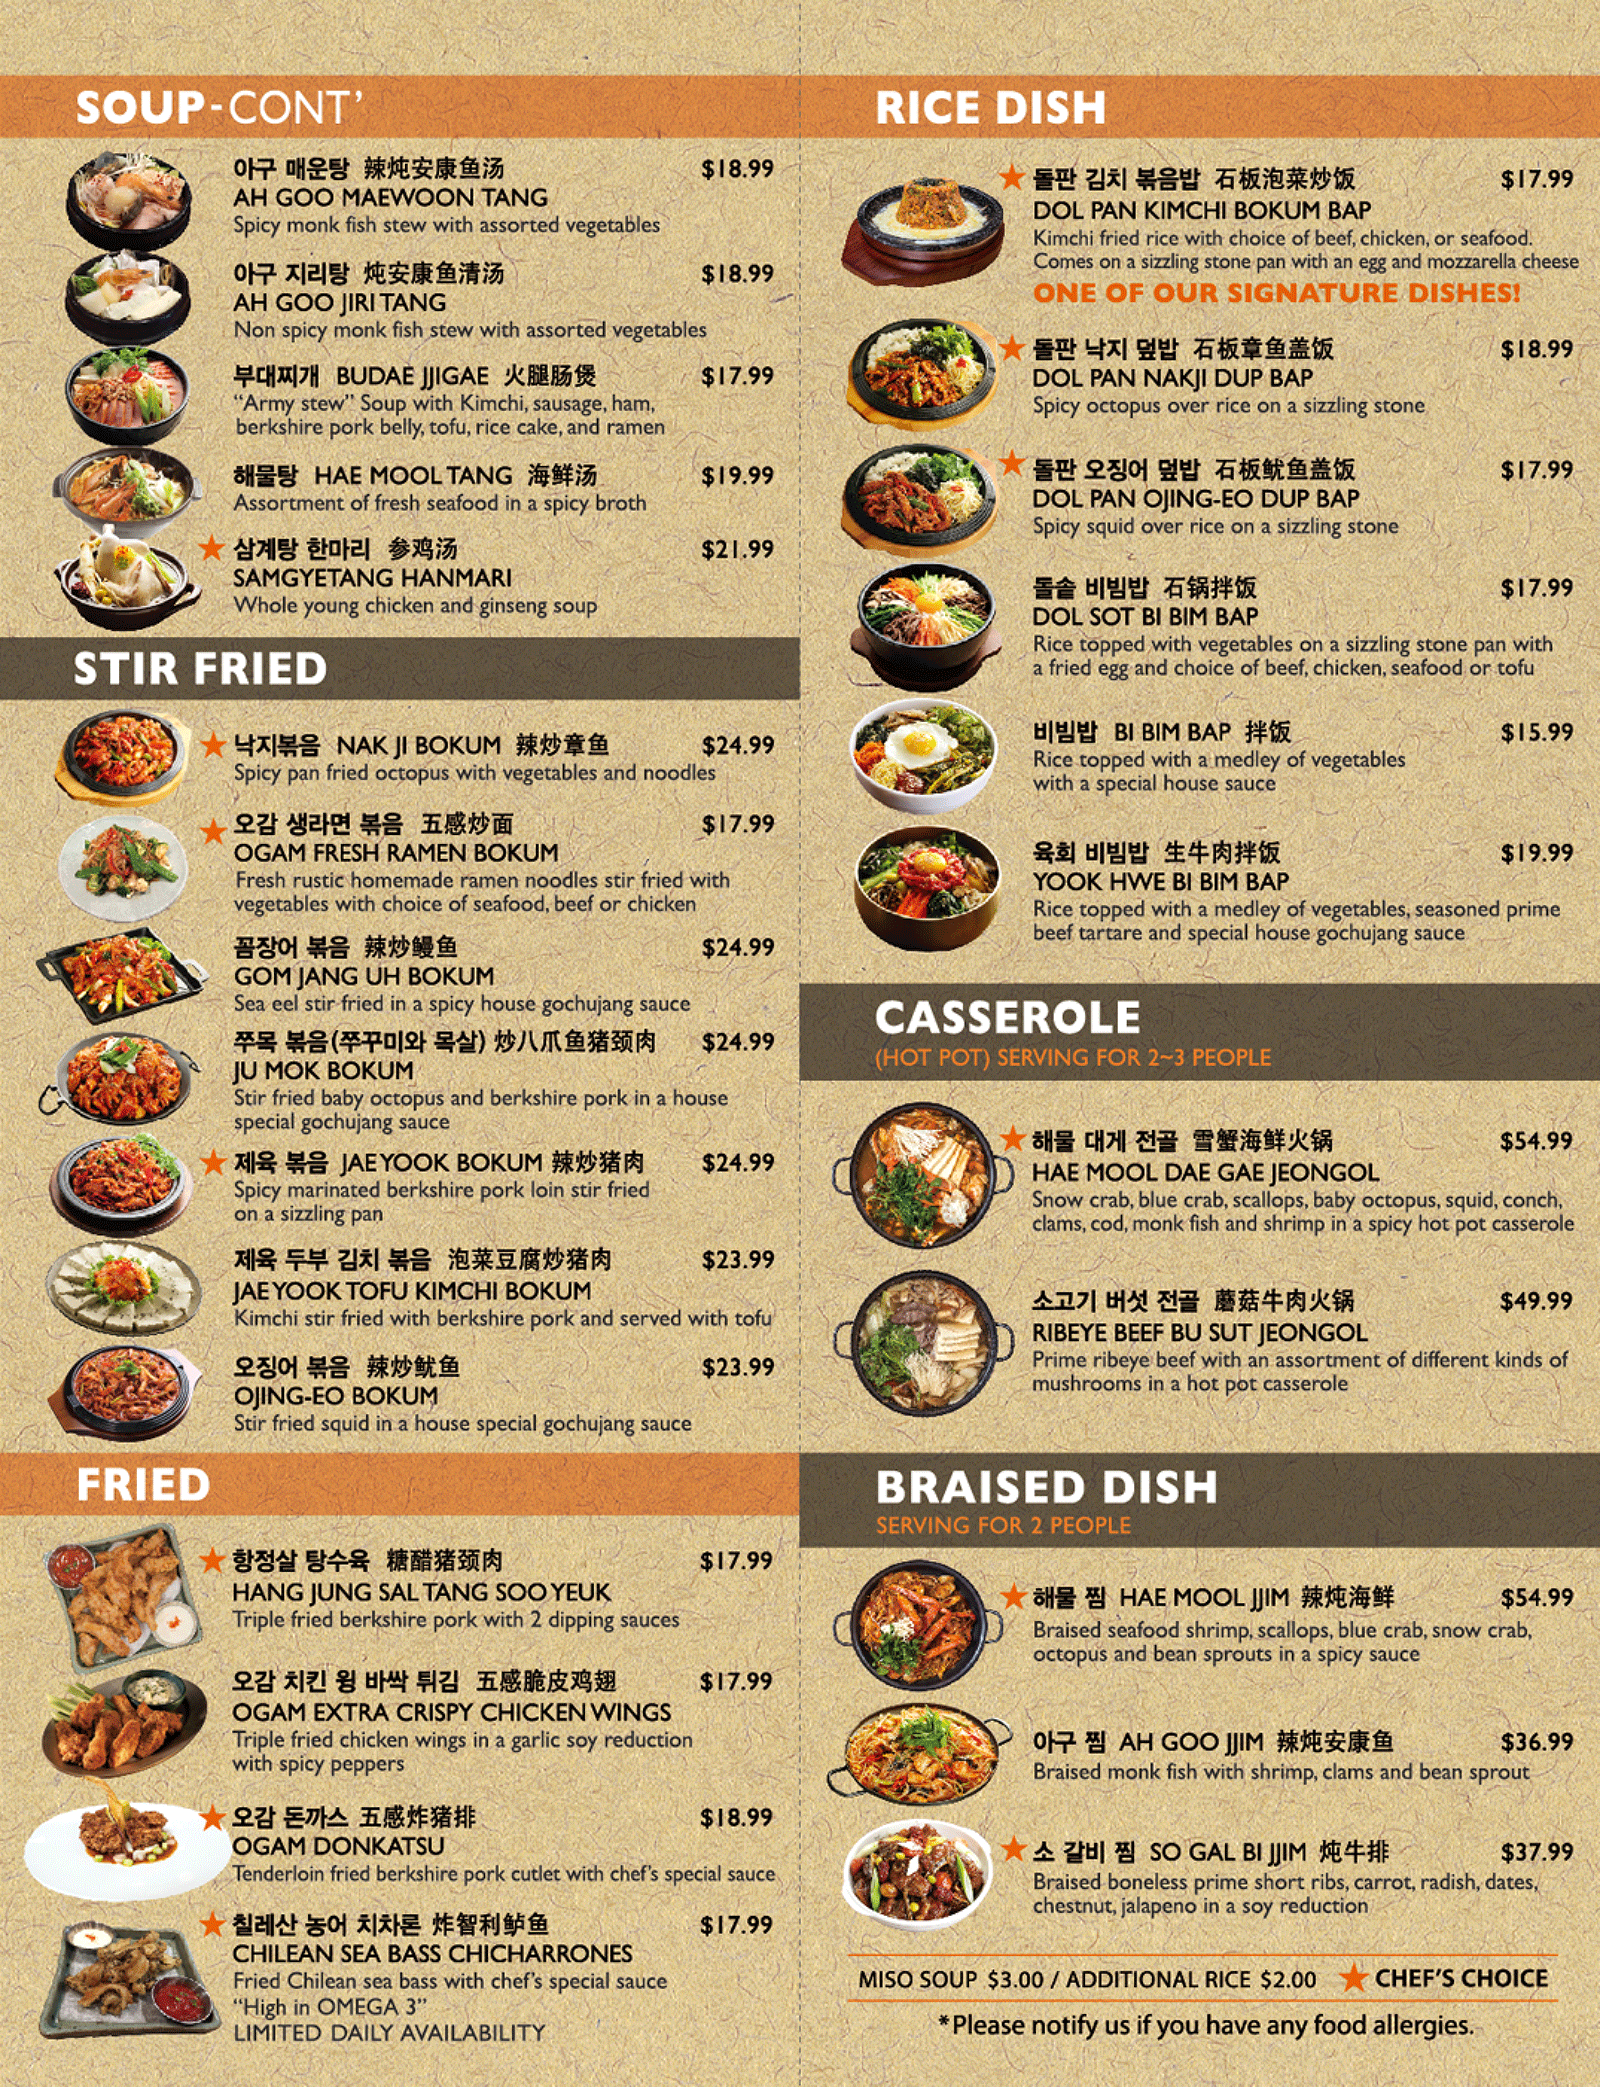 SOUP-CONT’
아구 매운탕 辣炖安康鱼汤 $18.99
AH GOO MAEWOON TANG
Spicy monk fish stew with assorted vegetables
아구 지리탕 炖安康鱼清汤 $18.99
AH GOO JIRI TANG
Non spicy monk fish stew with assorted vegetables
부대찌개 BUDAE JJIGAE 火腿肠煲 $17.99
“Army stew” Soup with Kimchi, sausage, ham,
berkshire pork belly, tofu, rice cake, and ramen
해물탕 HAE MOOL TANG 海鲜汤 $19.99
Assortment of fresh seafood in a spicy broth
삼계탕 한마리 参鸡汤 $21.99
SAMGYETANG HANMARI
Whole young chicken and ginseng soup
STIR FRIED
낙지볶음 NAK JI BOKUM 辣炒章鱼 $24.99
Spicy pan fried octopus with vegetables and noodles
오감 생라면 볶음 五感炒面 $17.99
OGAM FRESH RAMEN BOKUM
Fresh rustic homemade ramen noodles stir fried with
vegetables with choice of seafood, beef or chicken
꼼장어 볶음 辣炒鳗鱼 $24.99
GOM JANG UH BOKUM
Sea eel stir fried in a spicy house gochujang sauce
쭈목 볶음(쭈꾸미와 목살) 炒八爪鱼猪颈肉 $24.99
JU MOK BOKUM
Stir fried baby octopus and berkshire pork in a house
special gochujang sauce
제육 볶음 JAE YOOK BOKUM 辣炒猪肉 $24.99
Spicy marinated berkshire pork loin stir fried
on a sizzling pan
제육 두부 김치 볶음 泡菜豆腐炒猪肉 $23.99
JAE YOOK TOFU KIMCHI BOKUM
Kimchi stir fried with berkshire pork and served with tofu
오징어 볶음 辣炒鱿鱼 $23.99
OJING-EO BOKUM
Stir fried squid in a house special gochujang sauce
FRIED
항정살 탕수육 糖醋猪颈肉 $17.99
HANG JUNG SAL TANG SOO YEUK
Triple fried berkshire pork with 2 dipping sauces
오감 치킨 윙 바싹 튀김 五感脆皮鸡翅 $17.99
OGAM EXTRA CRISPY CHICKEN WINGS
Triple fried chicken wings in a garlic soy reduction
with spicy peppers
오감 돈까스 五感炸猪排 $18.99
OGAM DONKATSU
Tenderloin fried berkshire pork cutlet with chef’s special sauce
칠레산 농어 치차론 炸智利鲈鱼 $17.99
CHILEAN SEA BASS CHICHARRONES
Fried Chilean sea bass with chef’s special sauce
“High in OMEGA 3”
LIMITED DAILY AVAILABILITY
RICE DISH
돌판 김치 볶음밥 石板泡菜炒饭 $17.99
DOL PAN KIMCHI BOKUM BAP
Kimchi fried rice with choice of beef, chicken, or seafood.
Comes on a sizzling stone pan with an egg and mozzarella cheese
ONE OF OUR SIGNATURE DISHES!
돌판 낙지 덮밥 石板章鱼盖饭 $18.99
DOL PAN NAKJI DUP BAP
Spicy octopus over rice on a sizzling stone
돌판 오징어 덮밥 石板鱿鱼盖饭 $17.99
DOL PAN OJING-EO DUP BAP
Spicy squid over rice on a sizzling stone
돌솥 비빔밥 石锅拌饭 $17.99
DOL SOT BI BIM BAP
Rice topped with vegetables on a sizzling stone pan with
a fried egg and choice of beef, chicken, seafood or tofu
비빔밥 BI BIM BAP 拌饭 $15.99
Rice topped with a medley of vegetables
with a special house sauce
육회 비빔밥 生牛肉拌饭 $19.99
YOOK HWE BI BIM BAP
Rice topped with a medley of vegetables, seasoned prime
beef tartare and special house gochujang sauce
CASSEROLE
(HOT POT) SERVING FOR 2~3 PEOPLE
해물 대게 전골 雪蟹海鲜火锅 $54.99
HAE MOOL DAE GAE JEONGOL
Snow crab, blue crab, scallops, baby octopus, squid, conch,
clams, cod, monk fish and shrimp in a spicy hot pot casserole
소고기 버섯 전골 蘑菇牛肉火锅 $49.99
RIBEYE BEEF BU SUT JEONGOL
Prime ribeye beef with an assortment of different kinds of
mushrooms in a hot pot casserole
BRAISED DISH
SERVING FOR 2 PEOPLE
해물 찜 HAE MOOL JJIM 辣炖海鲜 $54.99
Braised seafood shrimp, scallops, blue crab, snow crab,
octopus and bean sprouts in a spicy sauce
아구 찜 AH GOO JJIM 辣炖安康鱼 $36.99
Braised monk fish with shrimp, clams and bean sprout
소 갈비 찜 SO GAL BI JJIM 炖牛排 $37.99
Braised boneless prime short ribs, carrot, radish, dates,
chestnut, jalapeno in a soy reduction
MISO SOUP $3.00 / ADDITIONAL RICE $2.00 CHEF’S CHOICE
*Please notify us if you have any food allergies.